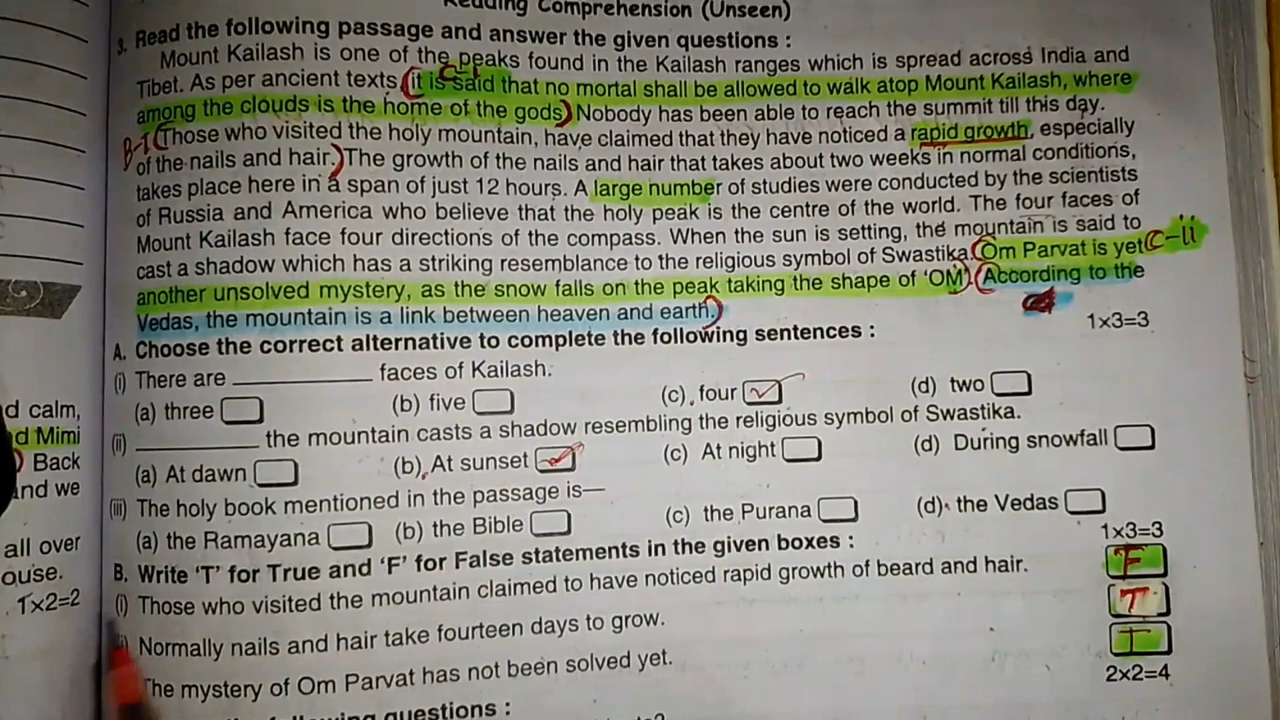 Reading Comprehension (Unseen)
3. Read the following passage and answer the given questions :
Mount Kailash is one of the peaks found in the Kailash ranges which is spread across India and
Tibet. As per ancient texts, it is said that no mortal shall be allowed to walk atop Mount Kailash, where
among the clouds is the home of the gods. Nobody has been able to reach the summit till this day.
B-I Those who visited the holy mountain, have claimed that they have noticed a rapid growth, especially
of the nails and hair. The growth of the nails and hair that takes about two weeks in normal conditions,
takes place here in a span of just 12 hours. A large number of studies were conducted by the scientists
of Russia and America who believe that the holy peak is the centre of the world. The four faces of
Mount Kailash face four directions of the compass. When the sun is setting, the mountain is said to
cast a shadow which has a striking resemblance to the religious symbol of Swastika. Om Parvat is yet C-ii
another unsolved mystery, as the snow falls on the peak taking the shape of 'OM'. According to the
Vedas, the mountain is a link between heaven and earth.
A. Choose the correct alternative to complete the following sentences : 1x3=3
(i) There are __________ faces of Kailash.
(a) three (b) five (c) four (d) two
(ii) __________ the mountain casts a shadow resembling the religious symbol of Swastika.
(a) At dawn (b) At sunset (c) At night (d) During snowfall
(iii) The holy book mentioned in the passage is—
(a) the Ramayana (b) the Bible (c) the Purana (d) the Vedas
B. Write 'T' for True and 'F' for False statements in the given boxes : 1x3=3
(i) Those who visited the mountain claimed to have noticed rapid growth of beard and hair. F
Normally nails and hair take fourteen days to grow. T
The mystery of Om Parvat has not been solved yet. T
2x2=4
questions :
d calm,
d Mimi
Back
and we
all over
ouse.
1x2=2